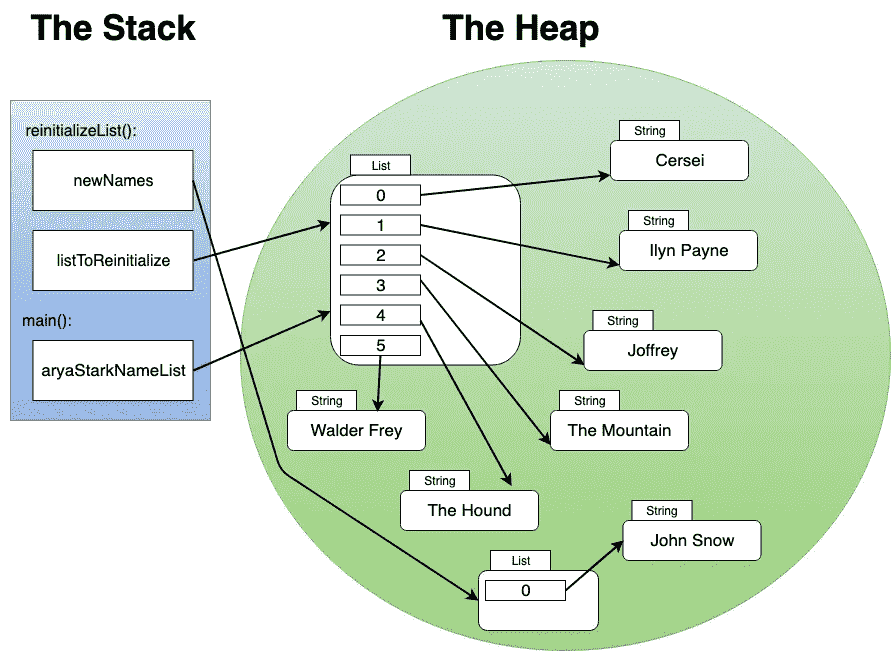 The Stack
The Heap
reinitializeList():
newNames
listToReinitialize
main():
aryaStarkNameList
List
0
1
2
3
4
5
String
Cersei
String
Ilyn Payne
String
Joffrey
String
The Mountain
String
Walder Frey
String
The Hound
String
John Snow
List
0